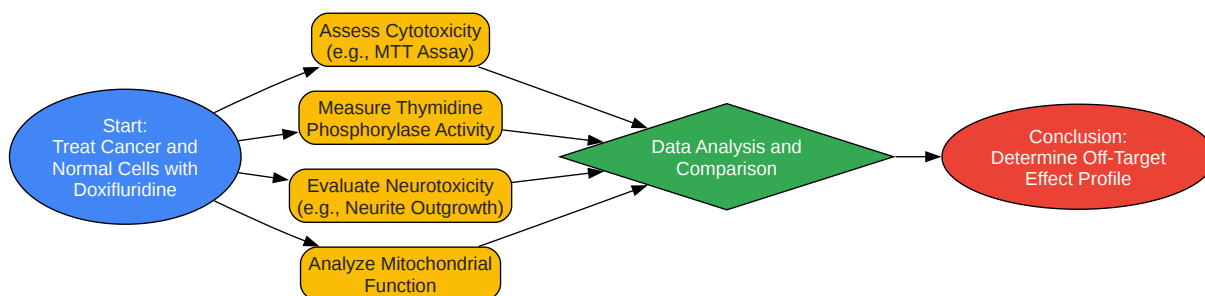 Start:
Treat Cancer and
Normal Cells with
Doxifluridine
Assess Cytotoxicity
(e.g., MTT Assay)
Measure Thymidine
Phosphorylase Activity
Evaluate Neurotoxicity
(e.g., Neurite Outgrowth)
Analyze Mitochondrial
Function
Data Analysis and
Comparison
Conclusion:
Determine Off-Target
Effect Profile